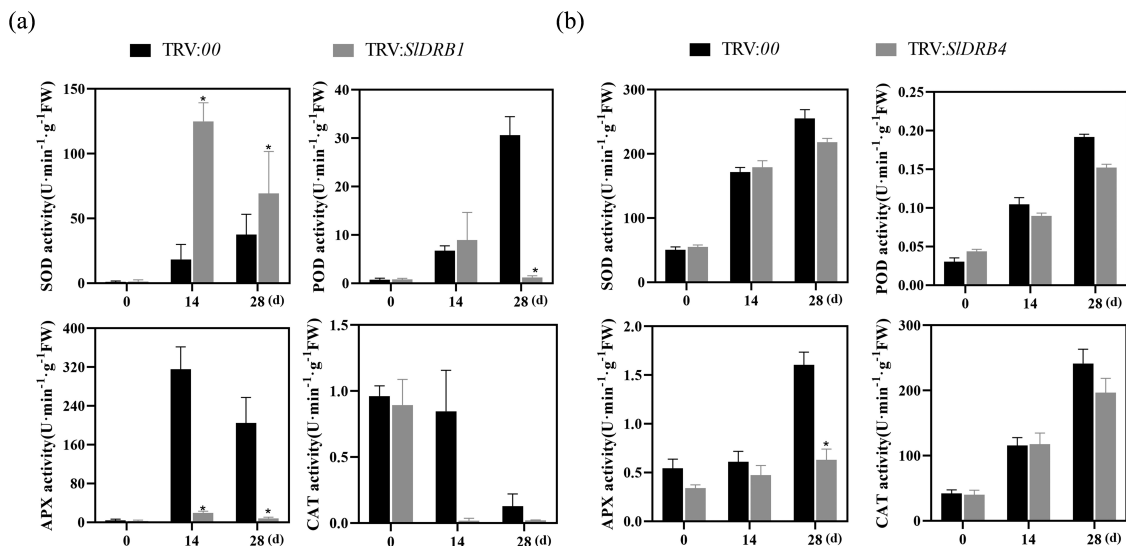 (a)
TRV:00 TRV:SlDRB1
SOD activity(U·min⁻¹·g⁻¹FW)
150
100
50
0
0 14 28 (d)
*
*
POD activity(U·min⁻¹·g⁻¹FW)
40
30
20
10
0
0 14 28 (d)
*
APX activity(U·min⁻¹·g⁻¹FW)
400
320
240
160
80
0
0 14 28 (d)
*
*
CAT activity(U·min⁻¹·g⁻¹FW)
1.5
1.0
0.5
0.0
0 14 28 (d)
(b)
TRV:00 TRV:SlDRB4
SOD activity(U·min⁻¹·g⁻¹FW)
300
200
100
0
0 14 28 (d)
POD activity(U·min⁻¹·g⁻¹FW)
0.25
0.20
0.15
0.10
0.05
0.00
0 14 28 (d)
APX activity(U·min⁻¹·g⁻¹FW)
2.0
1.5
1.0
0.5
0.0
0 14 28 (d)
*
CAT activity(U·min⁻¹·g⁻¹FW)
300
200
100
0
0 14 28 (d)